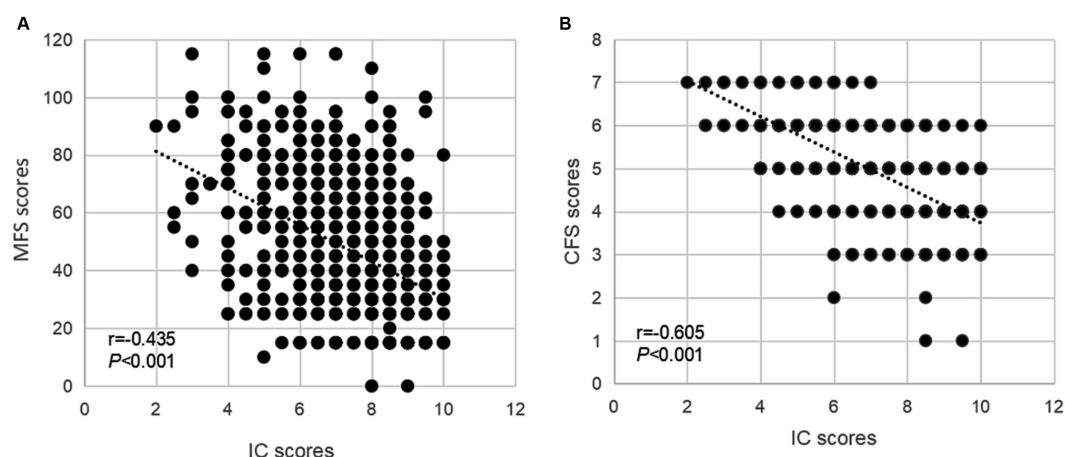 A
MFS scores
120
100
80
60
40
20
0
r=-0.435
P<0.001
0 2 4 6 8 10 12
IC scores
B
CFS scores
8
7
6
5
4
3
2
1
0
r=-0.605
P<0.001
0 2 4 6 8 10 12
IC scores